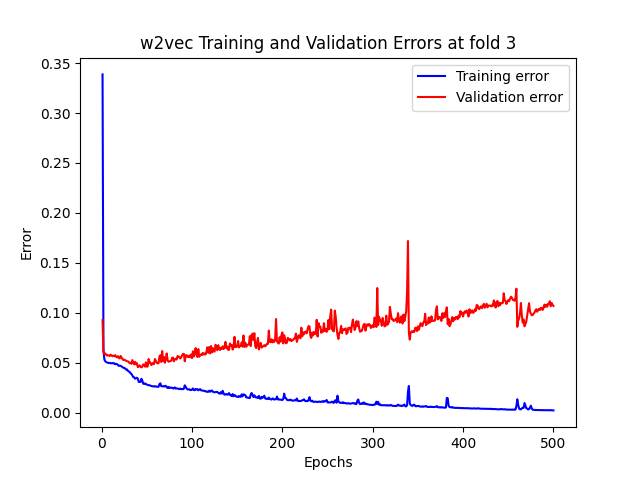 w2vec Training and Validation Errors at fold 3
Training error
Validation error
0.35
0.30
0.25
0.20
0.15
0.10
0.05
0.00
Error
0 100 200 300 400 500
Epochs